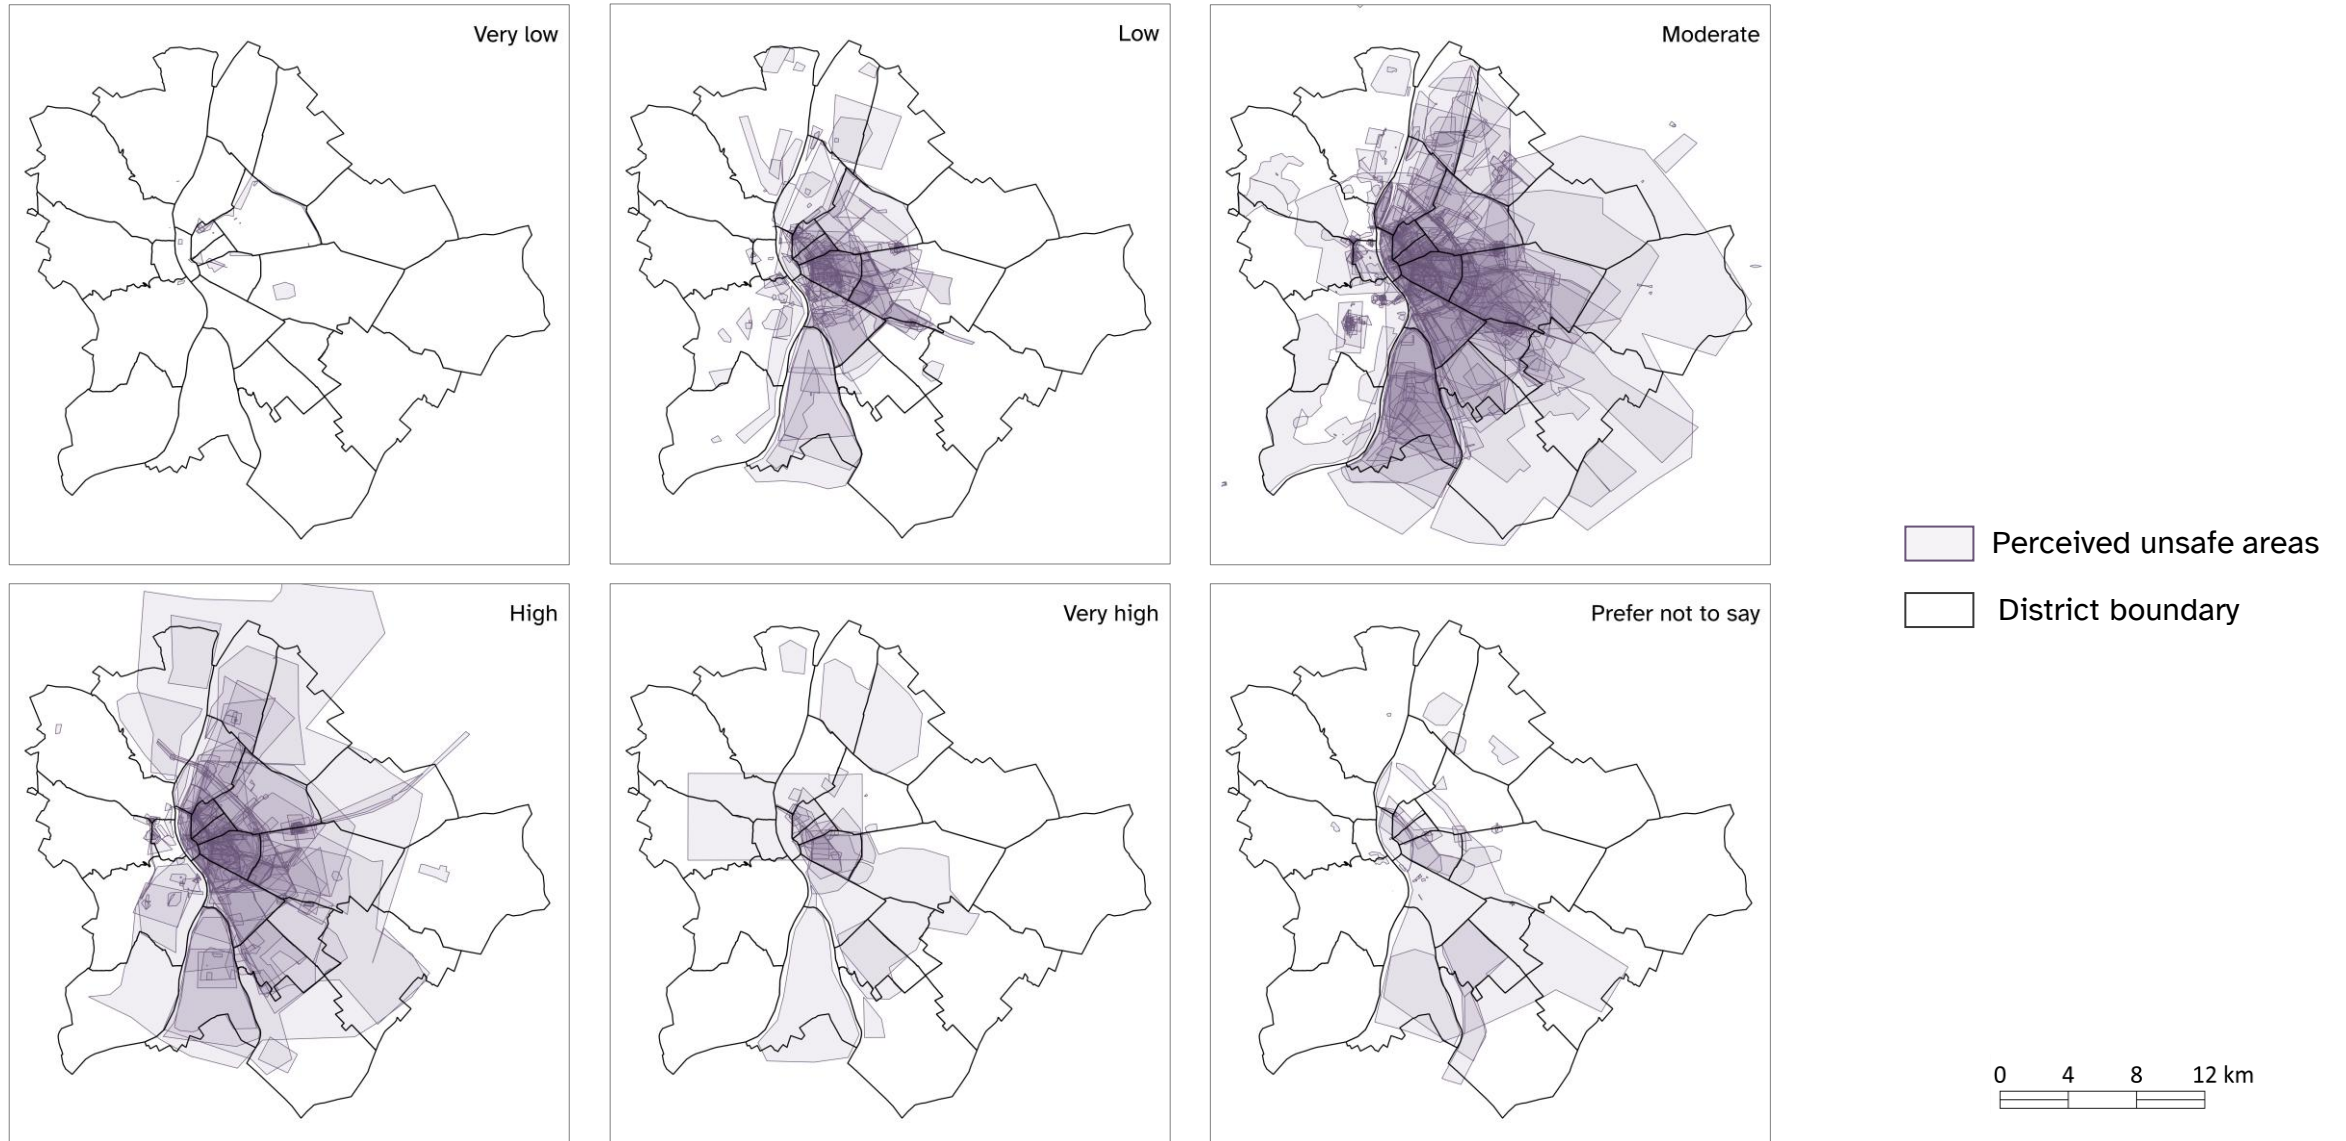 Very low
Low
Moderate
High
Very high
Prefer not to say
Perceived unsafe areas
District boundary
0 4 8 12 km